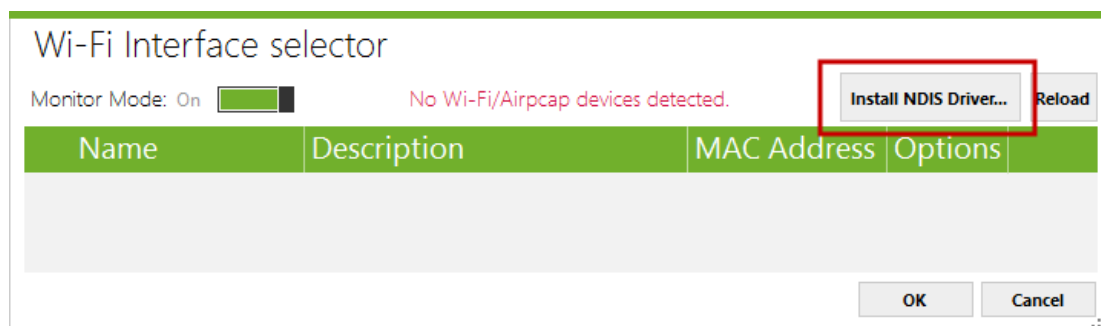 Wi-Fi Interface selector
Monitor Mode: On No Wi-Fi/Airpcap devices detected. Install NDIS Driver... Reload
Name Description MAC Address Options
OK Cancel